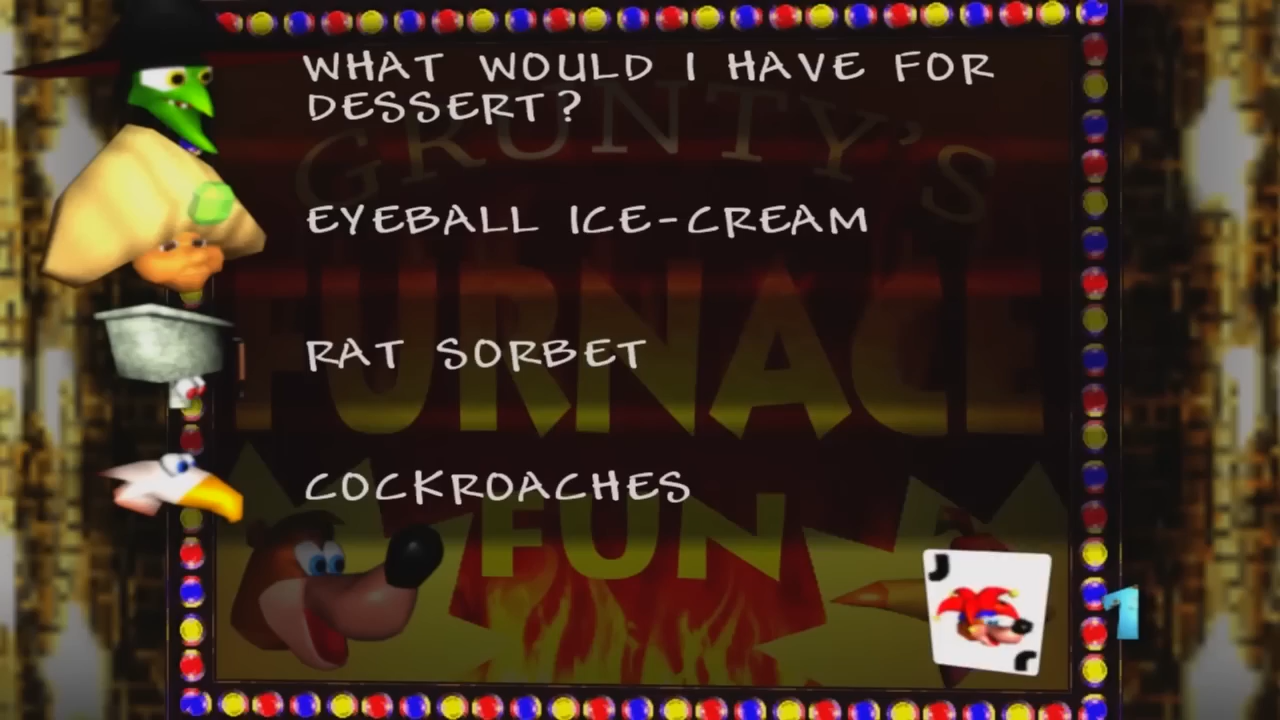 WHAT WOULD I HAVE FOR
DESSERT?
GRUNTY'S
EYEBALL ICE-CREAM
FURNACE
RAT SORBET
COCKROACHES
FUN
J
J
1